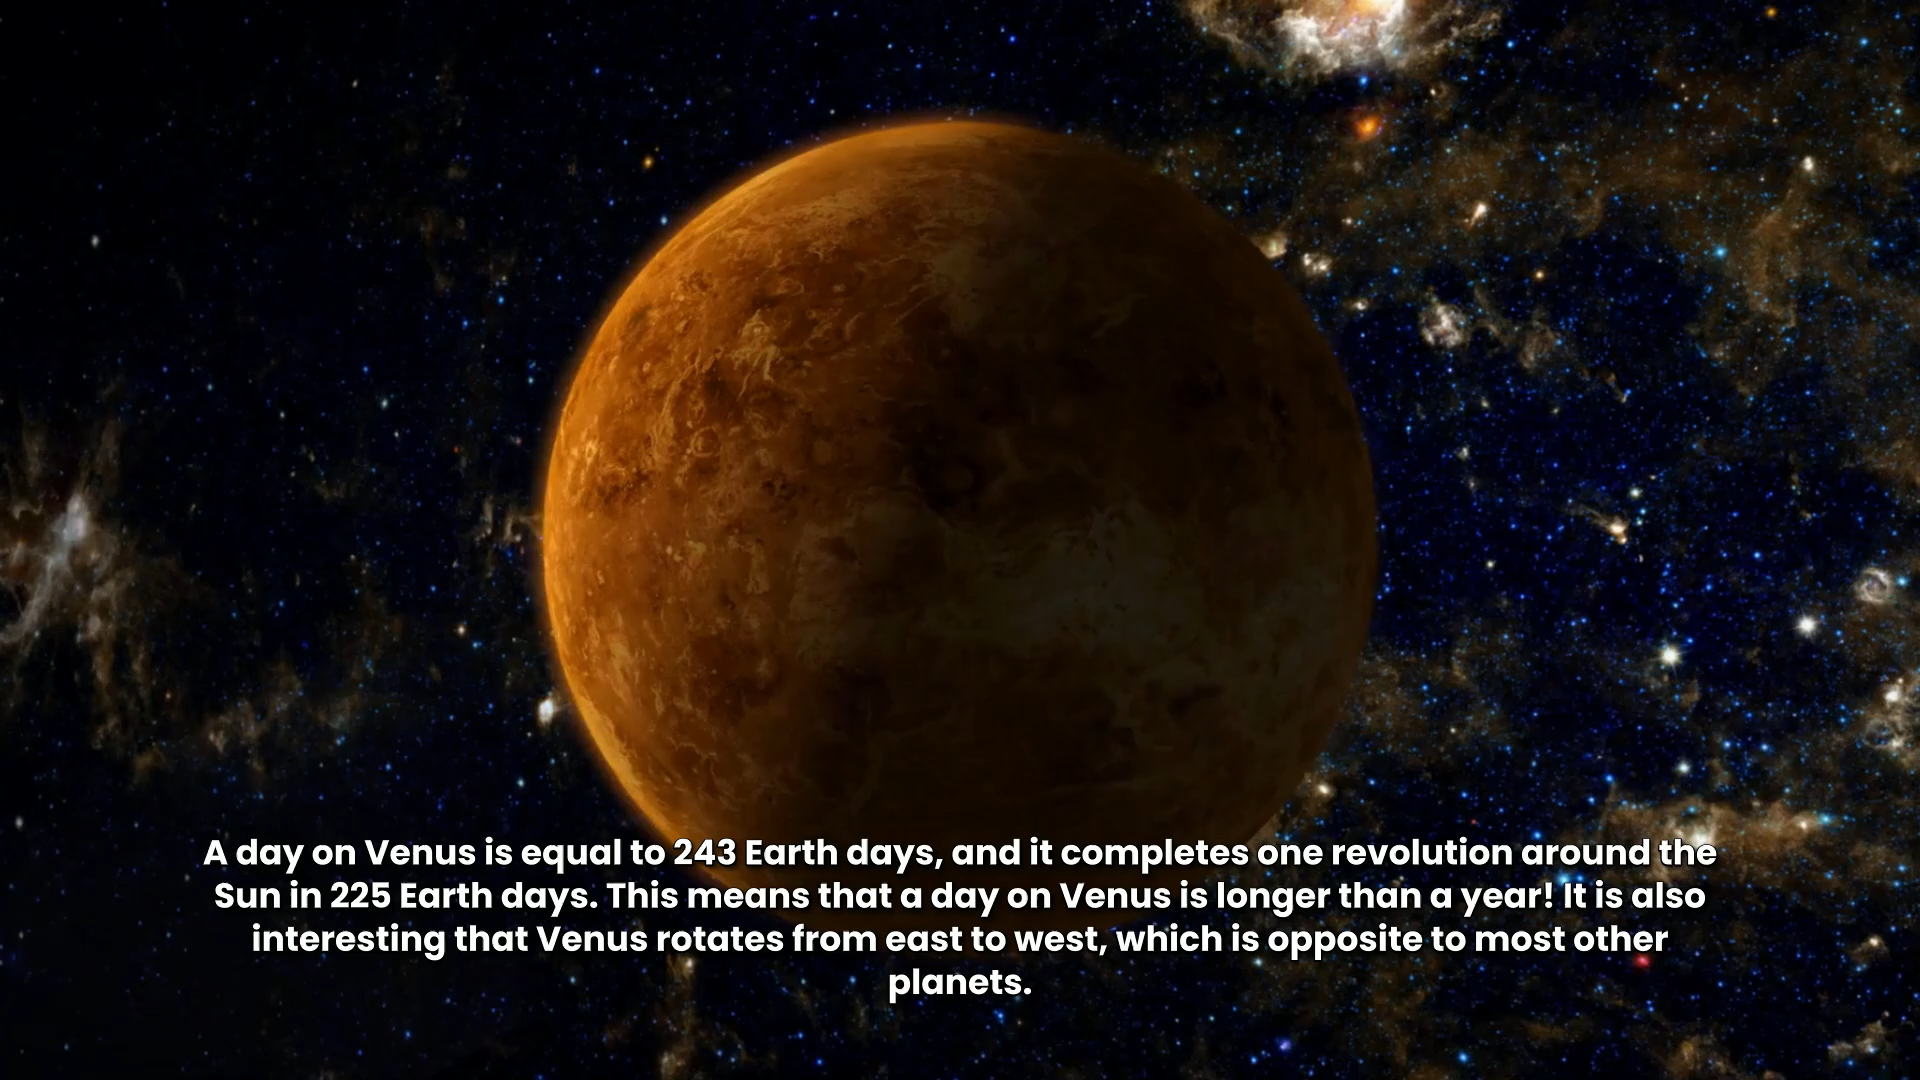 A day on Venus is equal to 243 Earth days, and it completes one revolution around the
Sun in 225 Earth days. This means that a day on Venus is longer than a year! It is also
interesting that Venus rotates from east to west, which is opposite to most other
planets.